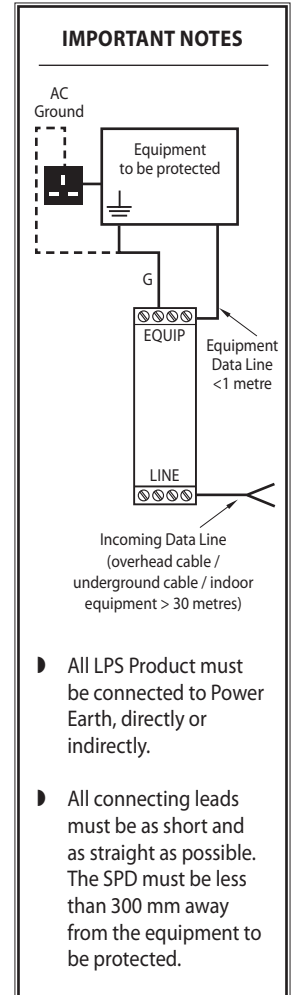 IMPORTANT NOTES
AC
Ground
Equipment
to be protected
G
EQUIP
Equipment
Data Line
<1 metre
LINE
Incoming Data Line
(overhead cable /
underground cable / indoor
equipment > 30 metres)
All LPS Product must
be connected to Power
Earth, directly or
indirectly.
All connecting leads
must be as short and
as straight as possible.
The SPD must be less
than 300 mm away
from the equipment to
be protected.